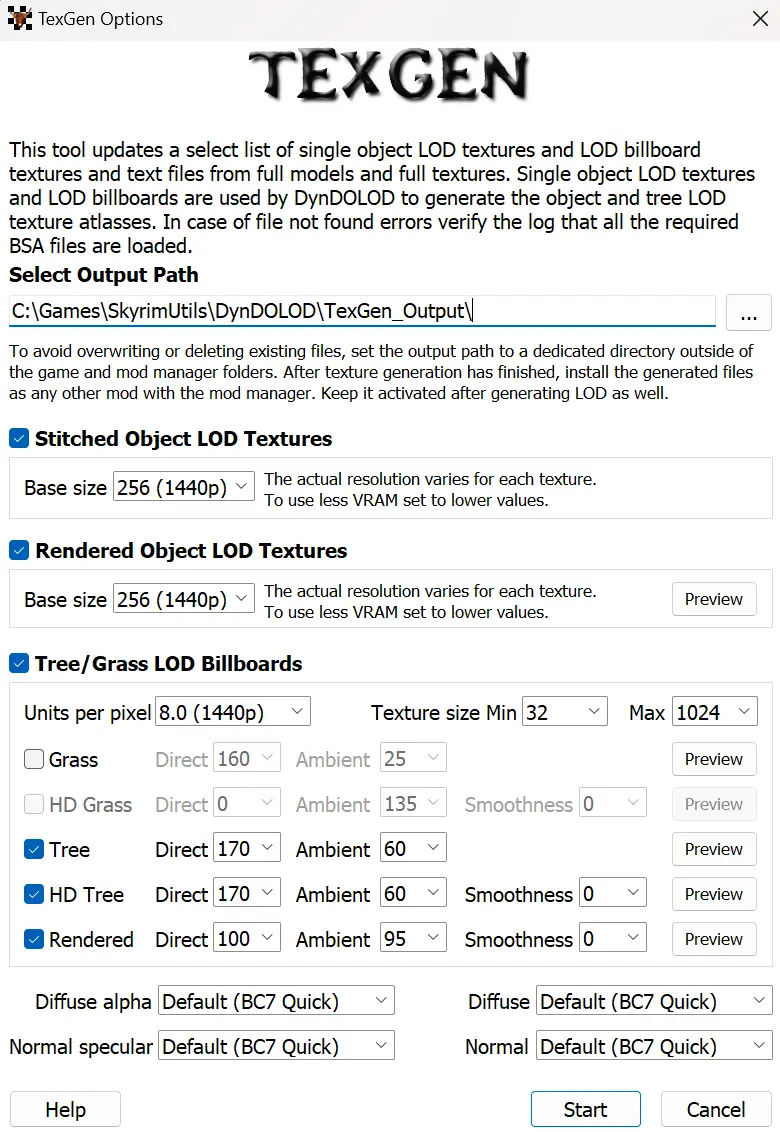 TexGen Options
TEXGEN
This tool updates a select list of single object LOD textures and LOD billboard
textures and text files from full models and full textures. Single object LOD textures
and LOD billboards are used by DynDOLOD to generate the object and tree LOD
texture atlasses. In case of file not found errors verify the log that all the required
BSA files are loaded.
Select Output Path
C:\Games\SkyrimUtils\DynDOLOD\TexGen_Output\ ...
To avoid overwriting or deleting existing files, set the output path to a dedicated directory outside of
the game and mod manager folders. After texture generation has finished, install the generated files
as any other mod with the mod manager. Keep it activated after generating LOD as well.
Stitched Object LOD Textures
Base size 256 (1440p) The actual resolution varies for each texture.
To use less VRAM set to lower values.
Rendered Object LOD Textures
Base size 256 (1440p) The actual resolution varies for each texture.
To use less VRAM set to lower values. Preview
Tree/Grass LOD Billboards
Units per pixel 8.0 (1440p) Texture size Min 32 Max 1024
Grass Direct 160 Ambient 25 Preview
HD Grass Direct 0 Ambient 135 Smoothness 0 Preview
Tree Direct 170 Ambient 60 Preview
HD Tree Direct 170 Ambient 60 Smoothness 0 Preview
Rendered Direct 100 Ambient 95 Smoothness 0 Preview
Diffuse alpha Default (BC7 Quick) Diffuse Default (BC7 Quick)
Normal specular Default (BC7 Quick) Normal Default (BC7 Quick)
Help Start Cancel